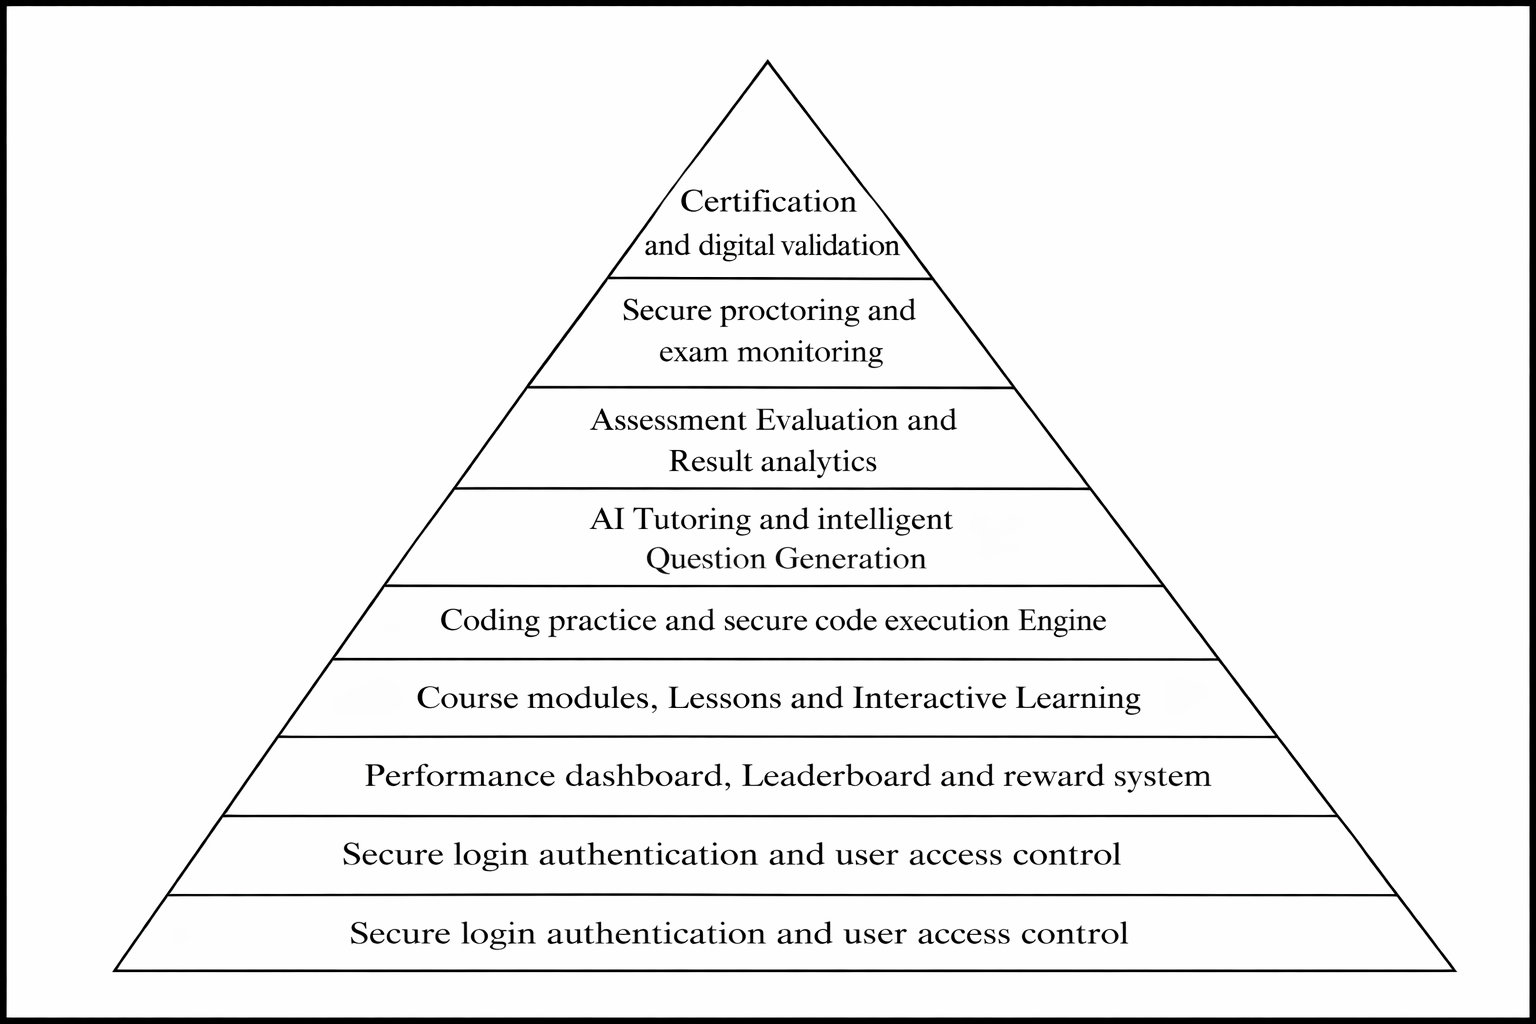 Certification
and digital validation
Secure proctoring and
exam monitoring
Assessment Evaluation and
Result analytics
AI Tutoring and intelligent
Question Generation
Coding practice and secure code execution Engine
Course modules, Lessons and Interactive Learning
Performance dashboard, Leaderboard and reward system
Secure login authentication and user access control
Secure login authentication and user access control